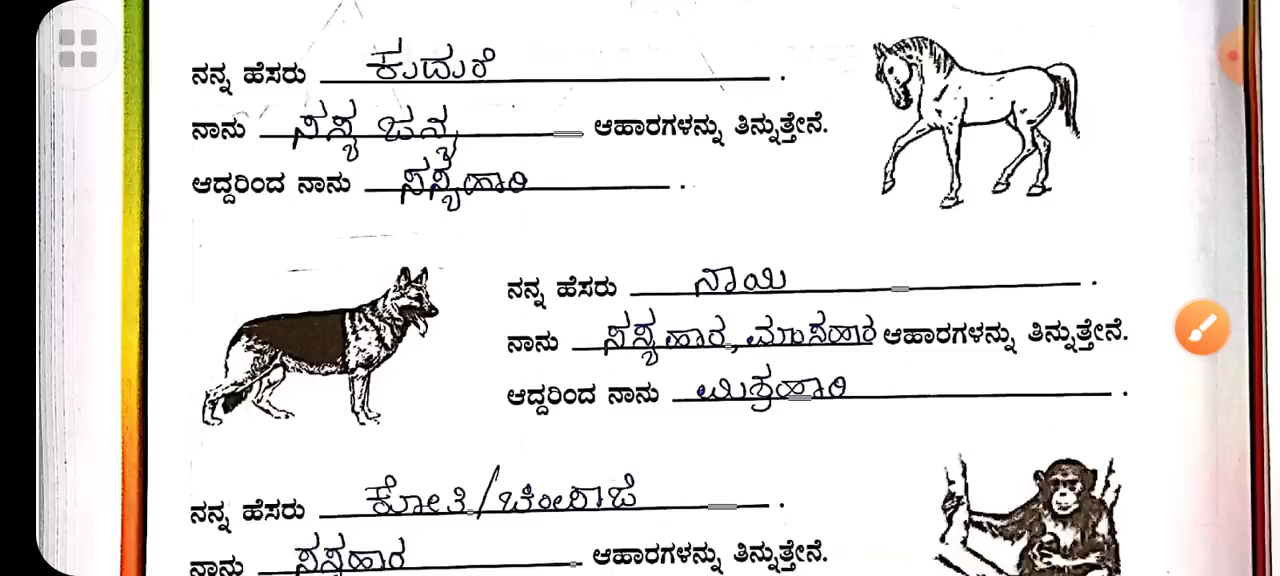 ನನ್ನ ಹೆಸರು ಕುದುರೆ .
ನಾನು ಸಸ್ಯ ಜನ್ಯ ಆಹಾರಗಳನ್ನು ತಿನ್ನುತ್ತೇನೆ.
ಆದ್ದರಿಂದ ನಾನು ಸಸ್ಯಹಾರಿ .
ನನ್ನ ಹೆಸರು ನಾಯಿ .
ನಾನು ಸಸ್ಯಹಾರ, ಮಾಸಹಾರ ಆಹಾರಗಳನ್ನು ತಿನ್ನುತ್ತೇನೆ.
ಆದ್ದರಿಂದ ನಾನು ಮಿಶ್ರಹಾರಿ .
ನನ್ನ ಹೆಸರು ಕೋತಿ/ .
ನಾನು ಸಸ್ಯಹಾರ ಆಹಾರಗಳನ್ನು ತಿನ್ನುತ್ತೇನೆ.